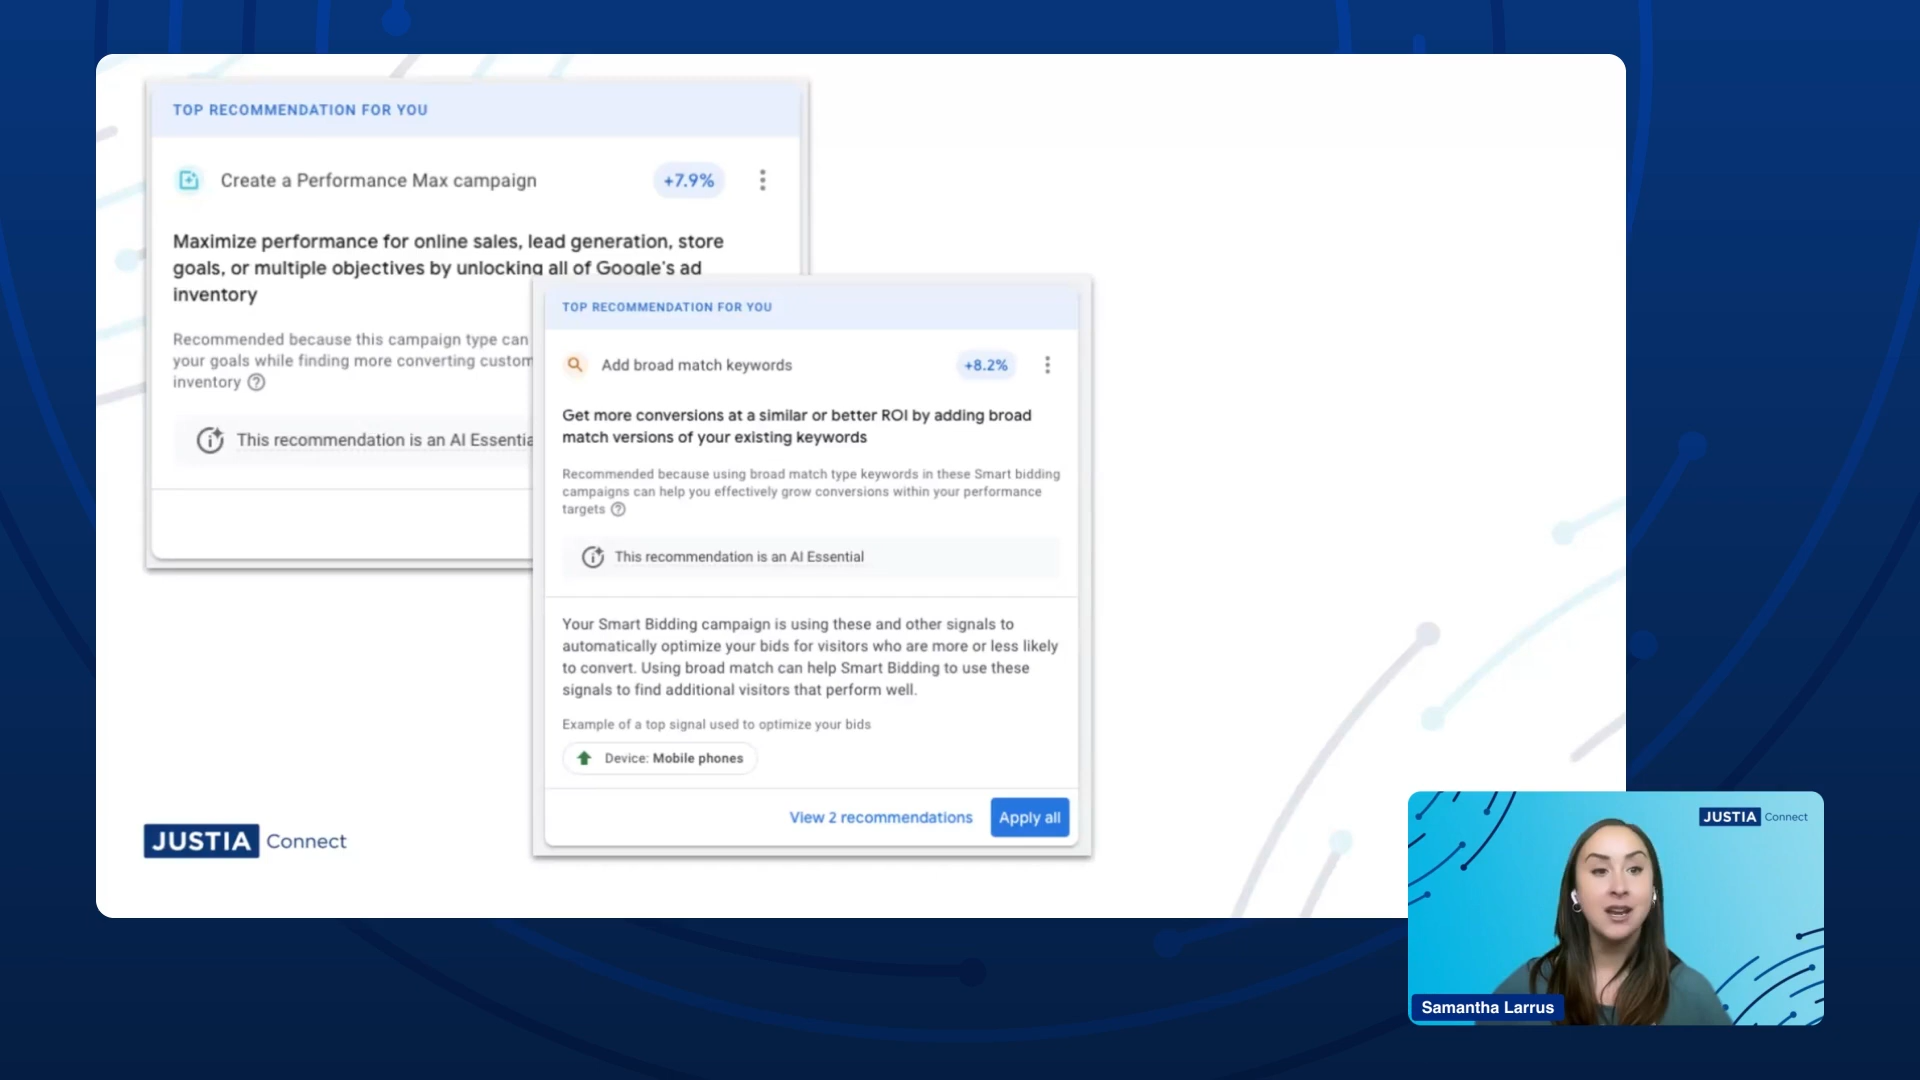 TOP RECOMMENDATION FOR YOU
Create a Performance Max campaign
+7.9%
Maximize performance for online sales, lead generation, store
goals, or multiple objectives by unlocking all of Google's ad
inventory
Recommended because this campaign type can
your goals while finding more converting custom
inventory
This recommendation is an AI Essentia
TOP RECOMMENDATION FOR YOU
Add broad match keywords
+8.2%
Get more conversions at a similar or better ROI by adding broad
match versions of your existing keywords
Recommended because using broad match type keywords in these Smart bidding
campaigns can help you effectively grow conversions within your performance
targets
This recommendation is an AI Essential
Your Smart Bidding campaign is using these and other signals to
automatically optimize your bids for visitors who are more or less likely
to convert. Using broad match can help Smart Bidding to use these
signals to find additional visitors that perform well.
Example of a top signal used to optimize your bids
Device: Mobile phones
View 2 recommendations
Apply all
JUSTIA Connect
JUSTIA Connect
Samantha Larrus